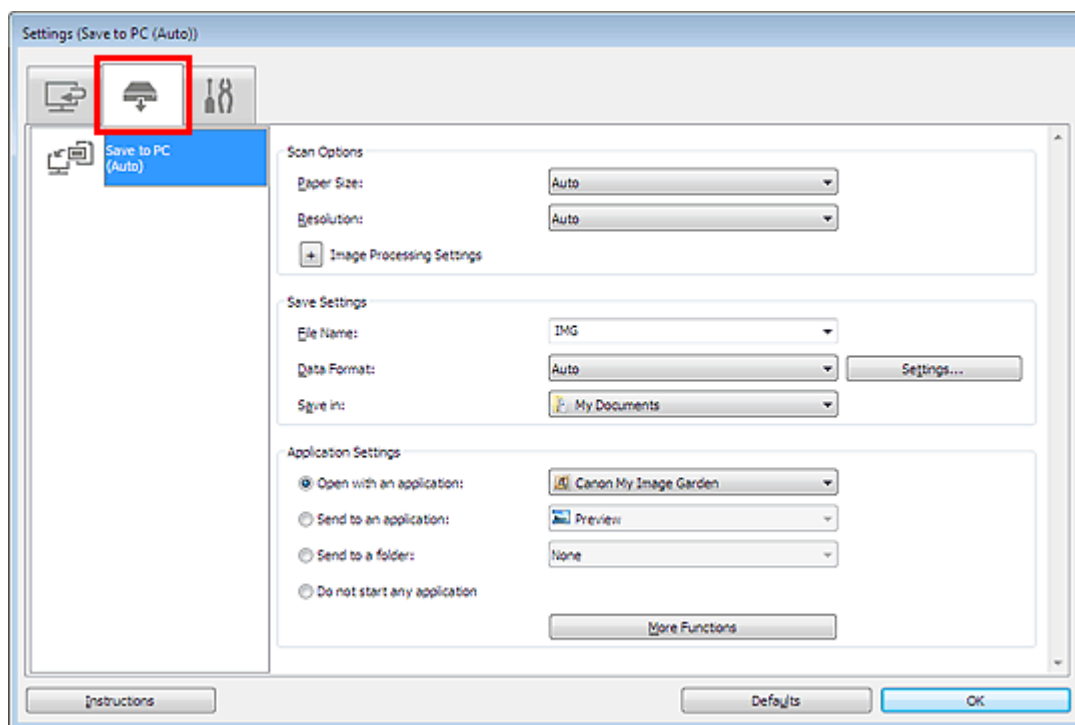 Settings (Save to PC (Auto))
Save to PC
(Auto)
Scan Options
Paper Size: Auto
Resolution: Auto
+ Image Processing Settings
Save Settings
File Name: IMG
Data Format: Auto Settings...
Save in: My Documents
Application Settings
Open with an application: Canon My Image Garden
Send to an application: Preview
Send to a folder: None
Do not start any application
More Functions
Instructions Defaults OK